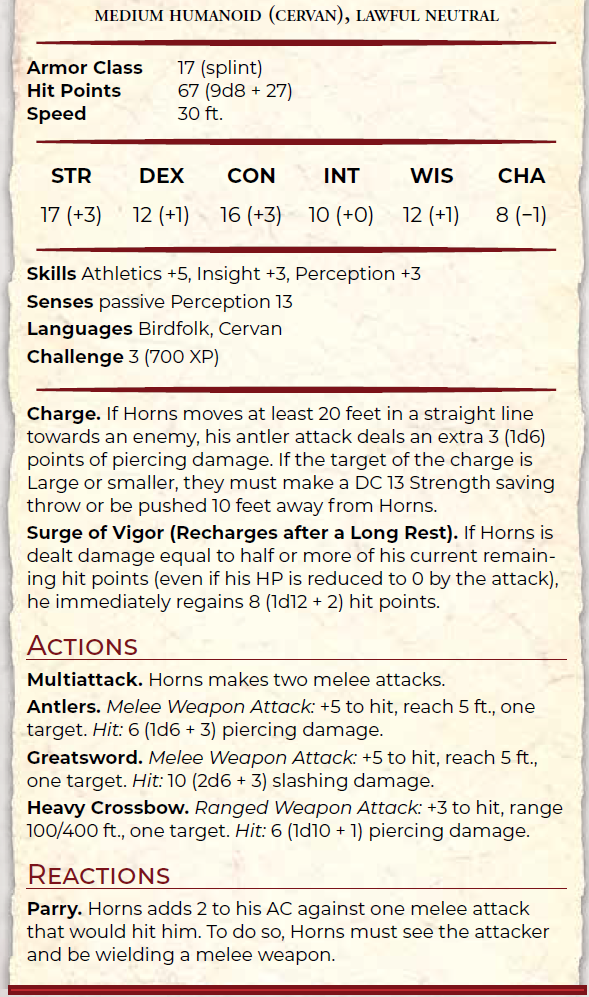 MEDIUM HUMANOID (CERVAN), LAWFUL NEUTRAL
Armor Class 17 (splint)
Hit Points 67 (9d8 + 27)
Speed 30 ft.
STR DEX CON INT WIS CHA
17 (+3) 12 (+1) 16 (+3) 10 (+0) 12 (+1) 8 (−1)
Skills Athletics +5, Insight +3, Perception +3
Senses passive Perception 13
Languages Birdfolk, Cervan
Challenge 3 (700 XP)
Charge. If Horns moves at least 20 feet in a straight line
towards an enemy, his antler attack deals an extra 3 (1d6)
points of piercing damage. If the target of the charge is
Large or smaller, they must make a DC 13 Strength saving
throw or be pushed 10 feet away from Horns.
Surge of Vigor (Recharges after a Long Rest). If Horns is
dealt damage equal to half or more of his current remain-
ing hit points (even if his HP is reduced to 0 by the attack),
he immediately regains 8 (1d12 + 2) hit points.
ACTIONS
Multiattack. Horns makes two melee attacks.
Antlers. Melee Weapon Attack: +5 to hit, reach 5 ft., one
target. Hit: 6 (1d6 + 3) piercing damage.
Greatsword. Melee Weapon Attack: +5 to hit, reach 5 ft.,
one target. Hit: 10 (2d6 + 3) slashing damage.
Heavy Crossbow. Ranged Weapon Attack: +3 to hit, range
100/400 ft., one target. Hit: 6 (1d10 + 1) piercing damage.
REACTIONS
Parry. Horns adds 2 to his AC against one melee attack
that would hit him. To do so, Horns must see the attacker
and be wielding a melee weapon.